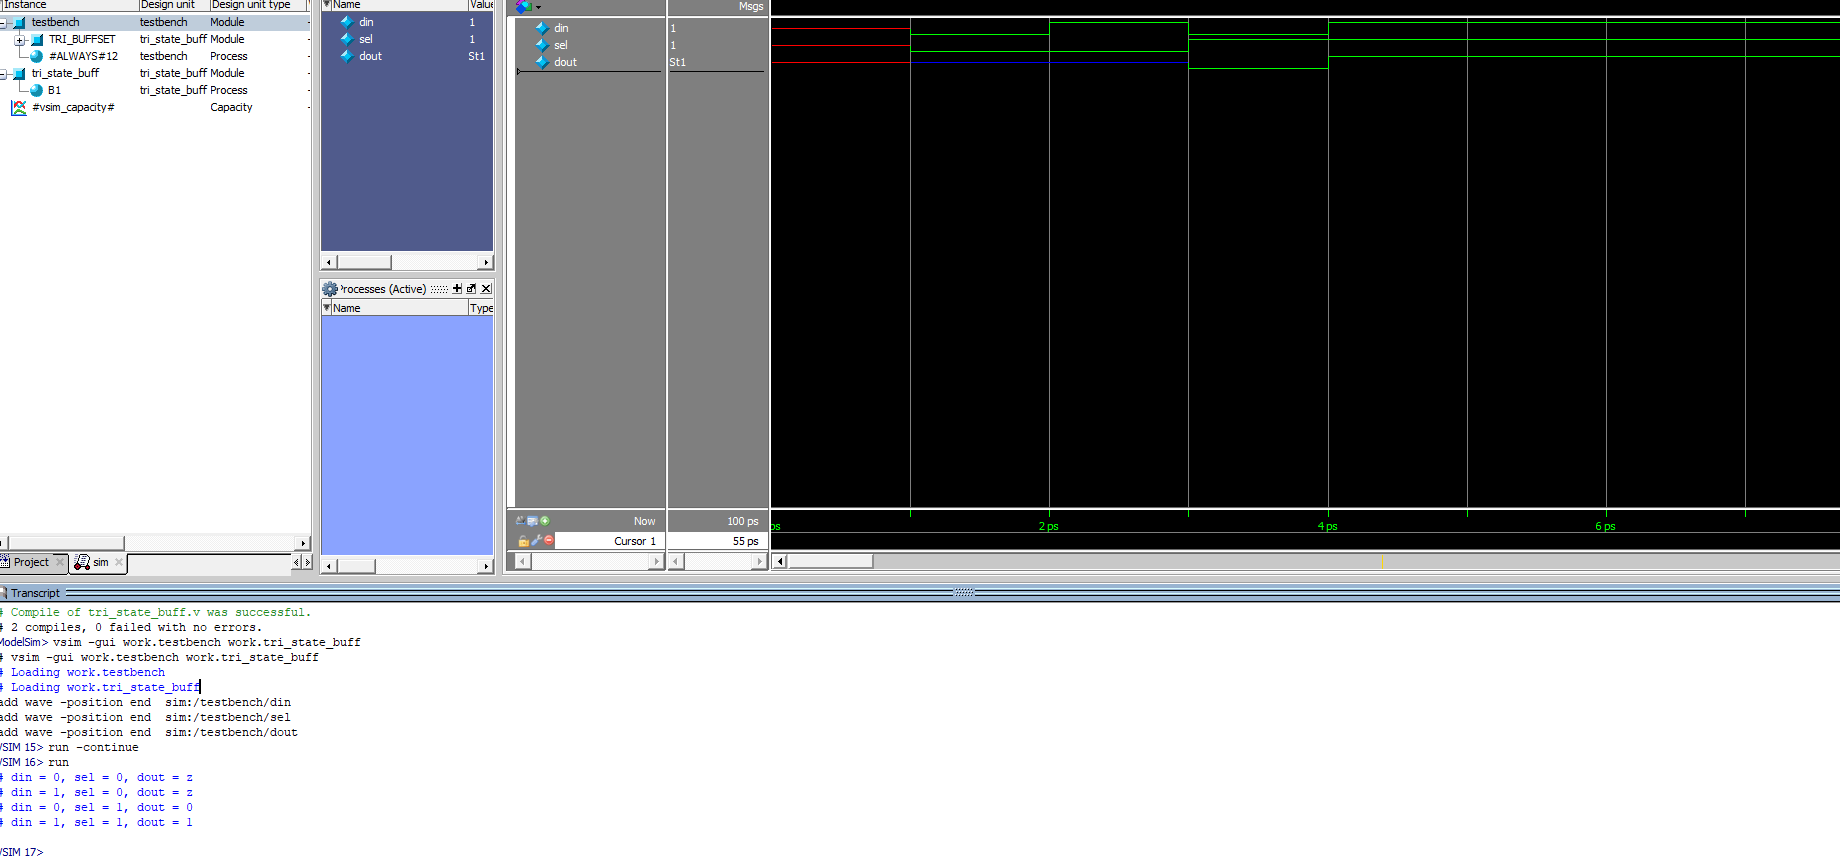 Instance Design unit Design unit type
testbench testbench Module
TRI_BUFFSET tri_state_buff Module
#ALWAYS#12 testbench Process
tri_state_buff tri_state_buff Module
B1 tri_state_buff Process
#vsim_capacity# Capacity
Project sim
Name Value
din 1
sel 1
dout St1
Processes (Active)
Name Type
Msgs
din 1
sel 1
dout St1
Now 100 ps
Cursor 1 55 ps
ps 2 ps 4 ps 6 ps
Transcript
# Compile of tri_state_buff.v was successful.
# 2 compiles, 0 failed with no errors.
ModelSim> vsim -gui work.testbench work.tri_state_buff
# vsim -gui work.testbench work.tri_state_buff
# Loading work.testbench
# Loading work.tri_state_buff
add wave -position end  sim:/testbench/din
add wave -position end  sim:/testbench/sel
add wave -position end  sim:/testbench/dout
VSIM 15> run -continue
VSIM 16> run
# din = 0, sel = 0, dout = z
# din = 1, sel = 0, dout = z
# din = 0, sel = 1, dout = 0
# din = 1, sel = 1, dout = 1
VSIM 17>